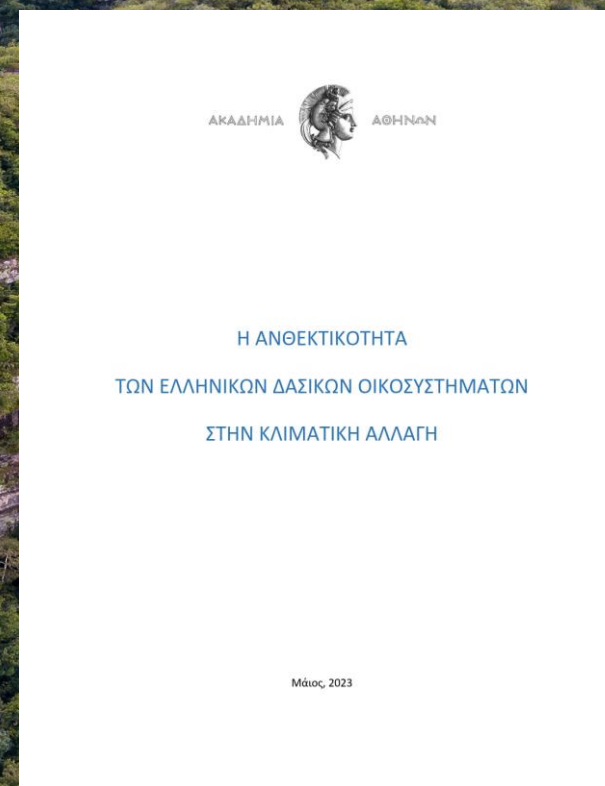 ΑΚΑΔΗΜΙΑ ΑΘΗΝΩΝ
Η ΑΝΘΕΚΤΙΚΟΤΗΤΑ
ΤΩΝ ΕΛΛΗΝΙΚΩΝ ΔΑΣΙΚΩΝ ΟΙΚΟΣΥΣΤΗΜΑΤΩΝ
ΣΤΗΝ ΚΛΙΜΑΤΙΚΗ ΑΛΛΑΓΗ
Μάιος, 2023